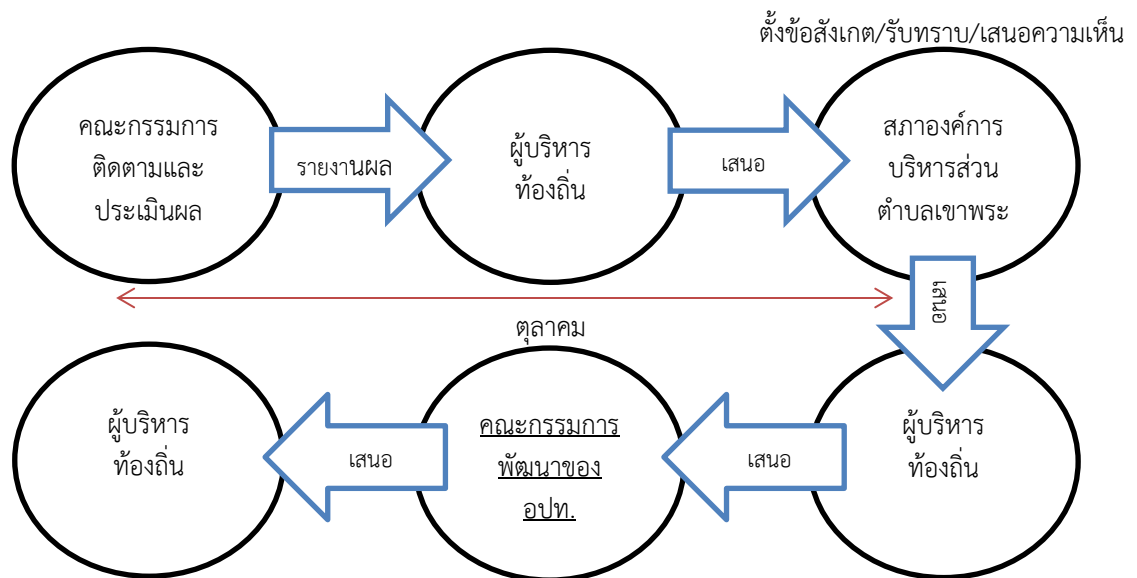 ตั้งข้อสังเกต/รับทราบ/เสนอความเห็น
คณะกรรมการ
ติดตามและ
ประเมินผล
รายงานผล
ผู้บริหาร
ท้องถิ่น
เสนอ
สภาองค์การ
บริหารส่วน
ตำบลเขาพระ
เสนอ
ตุลาคม
ผู้บริหาร
ท้องถิ่น
เสนอ
คณะกรรมการ
พัฒนาของ
อปท.
เสนอ
ผู้บริหาร
ท้องถิ่น